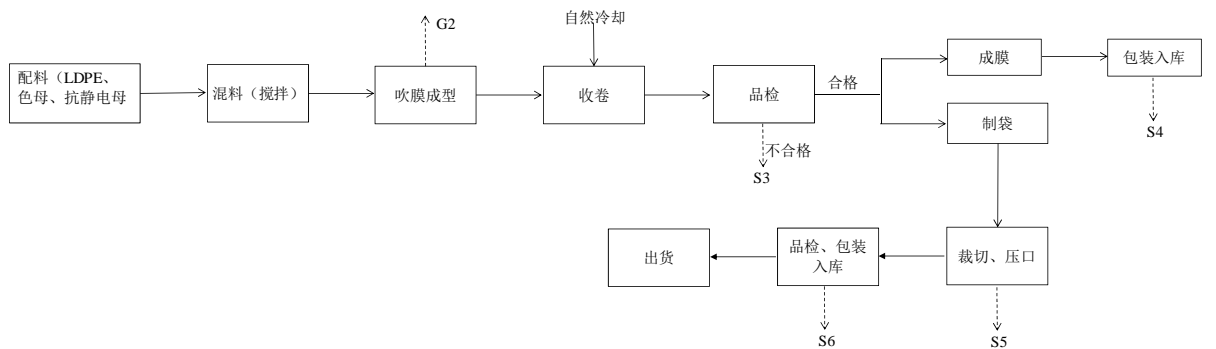 G2
自然冷却
配料（LDPE、
色母、抗静电母
混料（搅拌）
吹膜成型
收卷
品检
合格
成膜
包装入库
制袋
不合格
S3
S4
出货
品检、包装
入库
裁切、压口
S6
S5